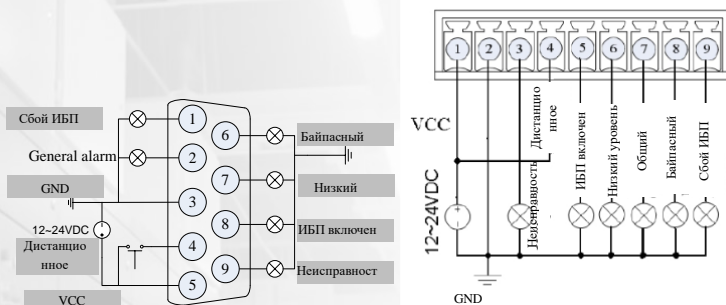 Сбой ИБП
General alarm
GND
12~24VDC
Дистанцио
нное
VCC
1
2
3
4
5
6
7
8
9
Байпасный
Низкий
ИБП включен
Неисправност
1
2
3
4
5
6
7
8
9
VCC
12~24VDC
Неисправность
Дистанцио
нное
ИБП включен
Низкий уровень
Общий
Байпасный
Сбой ИБП
GND